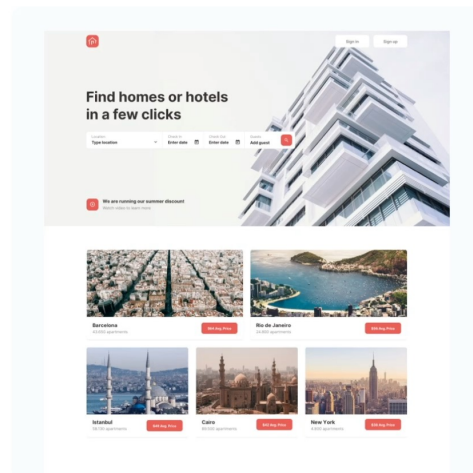 Sign in
Sign up
Find homes or hotels
in a few clicks
Location
Type location
Check In
Enter date
Check Out
Enter date
Guests
Add guest
We are running our summer discount
Watch video to learn more
Barcelona
apartments
Avg. Price
Rio de Janeiro
apartments
Avg. Price
Istanbul
apartments
Avg. Price
Cairo
apartments
Avg. Price
New York
apartments
Avg. Price